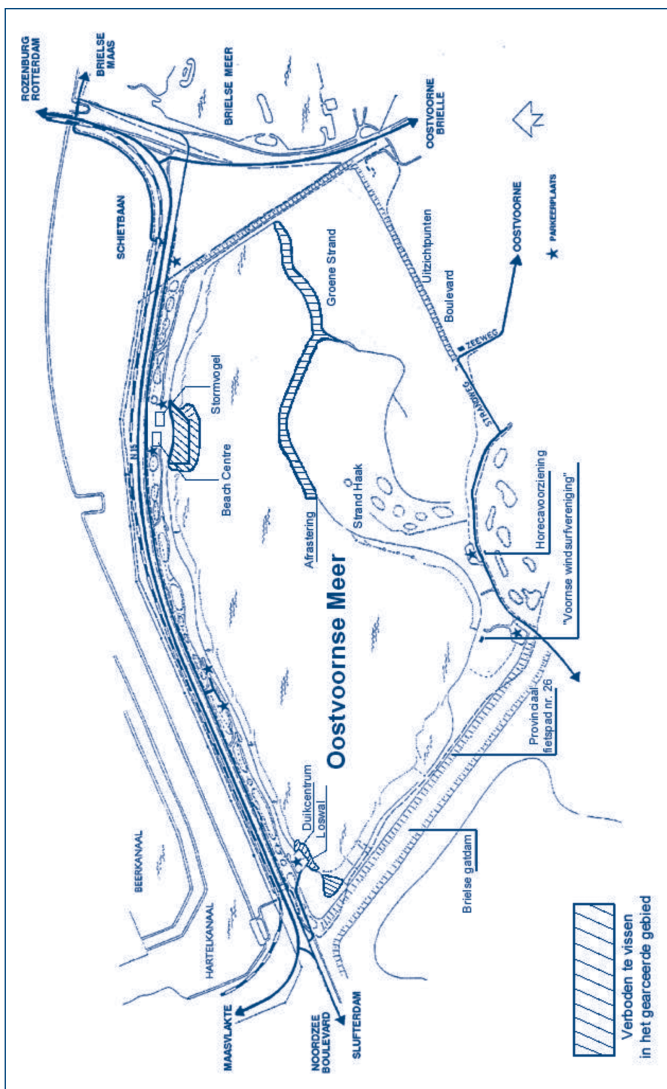 ROZENBURG
ROTTERDAM
BRIELSE
MAAS
BRIELSE MEER
OOSTVOORNE
BRIELLE
SCHIETBAAN
N 15
Stormvogel
Beach Centre
Groene Strand
Afrastering
Strand Haak
Uitzichtpunten
Boulevard
ZEEWEG
STRANDWEG
OOSTVOORNE
PARKEERPLAATS
Horecavoorziening
"Voornse windsurfvereniging"
Oostvoornse Meer
Provinciaal
fietspad nr. 26
Brielse gatdam
Duikcentrum
Loswal
BEERKANAAL
HARTELKANAAL
MAASVLAKTE
NOORDZEE
BOULEVARD
SLUFTERDAM
Verboden te vissen
in het gearceerde gebied